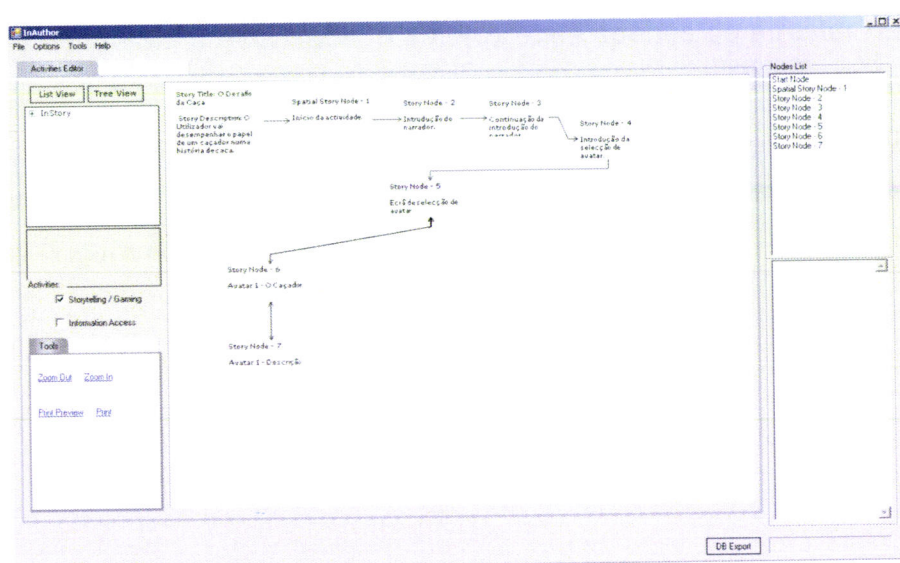 InAuthor
File Options Tools Help
Activities Editor
List View Tree View
InStory
Activities:
Storytelling / Gaming
Information Access
Tools
Zoom Out Zoom In
Print Preview Print
Story Title: O Desafio
da Caça
Story Description: O
Utilizador vai
desempenhar o papel
de um caçador numa
história de caça.
Spatial Story Node - 1
Início da actividade.
Story Node - 2
Introdução do
narrador.
Story Node - 3
Continuação da
introdução do
narrador.
Story Node - 4
Introdução da
selecção de
avatar
Story Node - 5
Ecrã de selecção de
avatar
Story Node - 6
Avatar 1 - O Caçador
Story Node - 7
Avatar 1 - Descrição
Nodes List
Start Node
Spatial Story Node - 1
Story Node - 2
Story Node - 3
Story Node - 4
Story Node - 5
Story Node - 6
Story Node - 7
DB Export